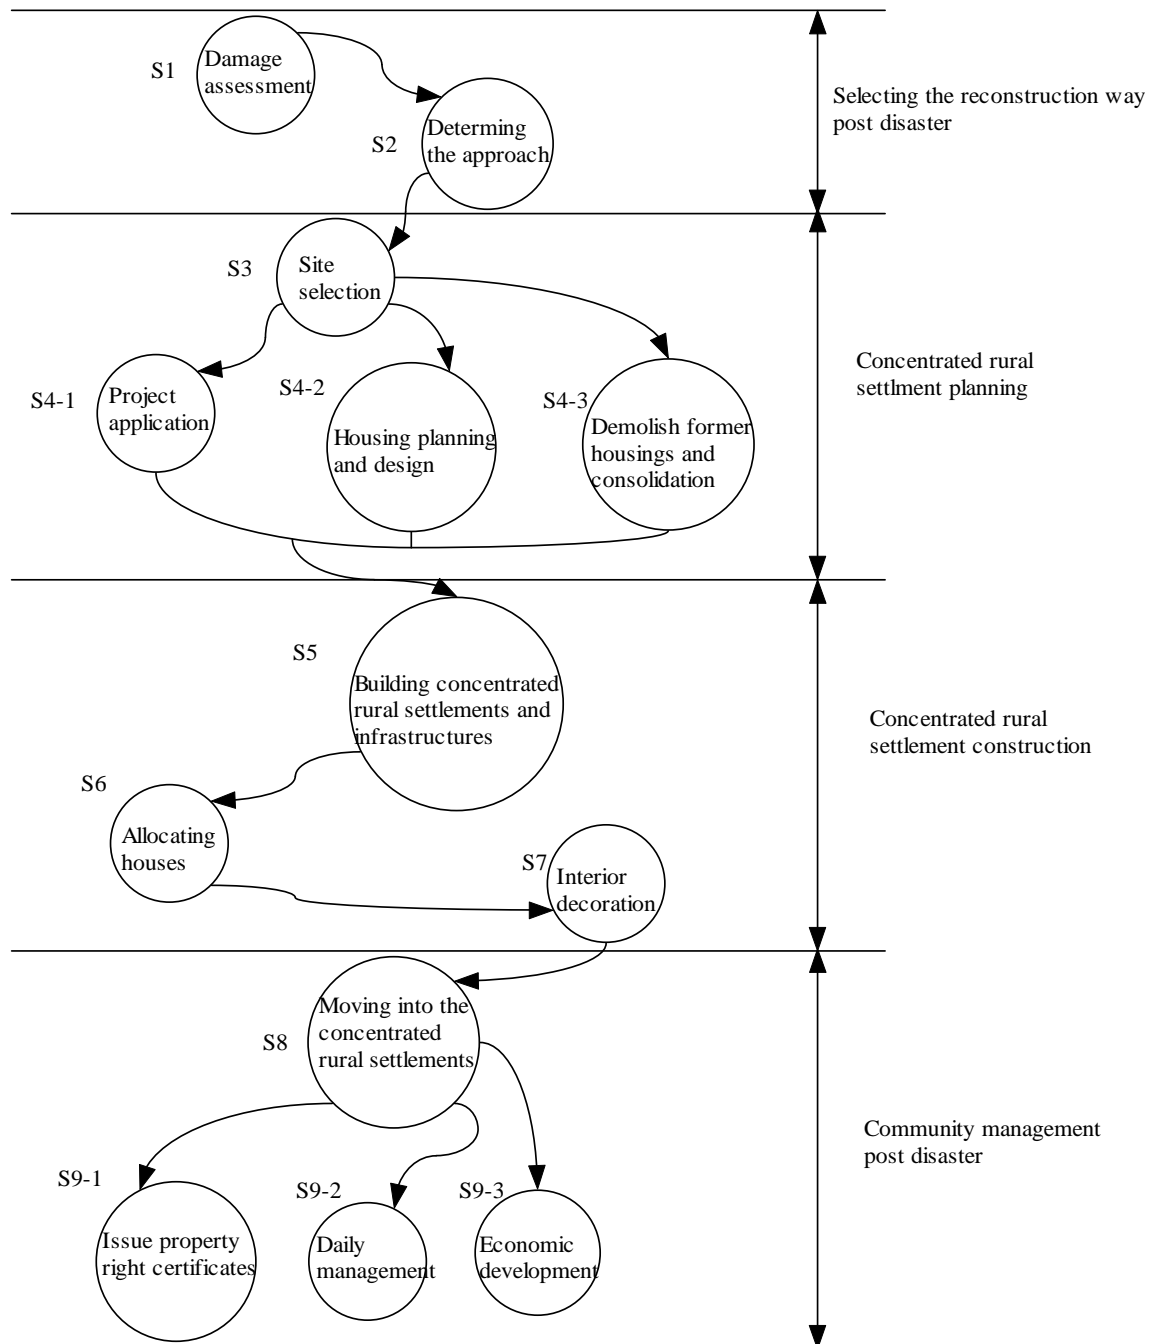 S1
Damage
assessment
S2
Determing
the approach
Selecting the reconstruction way
post disaster
S3
Site
selection
S4-1
Project
application
S4-2
Housing planning
and design
S4-3
Demolish former
housings and
consolidation
Concentrated rural
settlment planning
S5
Building concentrated
rural settlements and
infrastructures
S6
Allocating
houses
S7
Interior
decoration
Concentrated rural
settlement construction
S8
Moving into the
concentrated
rural settlements
S9-1
Issue property
right certificates
S9-2
Daily
management
S9-3
Economic
development
Community management
post disaster